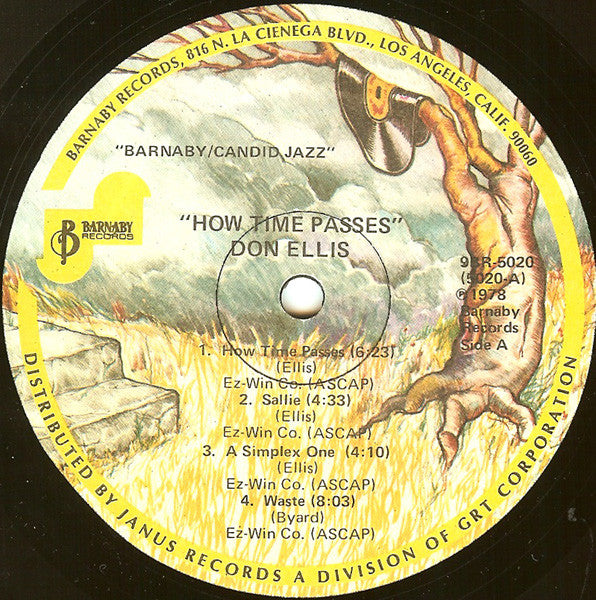 BARNABY RECORDS, 816 N. LA CIENEGA BLVD., LOS ANGELES, CALIF. 90060
"BARNABY/CANDID JAZZ"
B BARNABY
RECORDS
"HOW TIME PASSES"
DON ELLIS
9BR-5020
(5020-A)
℗ 1978
Barnaby
Records
Side A
1. How Time Passes (6:23)
(Ellis)
Ez-Win Co. (ASCAP)
2. Sallie (4:33)
(Ellis)
Ez-Win Co. (ASCAP)
3. A Simplex One (4:10)
(Ellis)
Ez-Win Co. (ASCAP)
4. Waste (8:03)
(Byard)
Ez-Win Co. (ASCAP)
DISTRIBUTED BY JANUS RECORDS A DIVISION OF GRT CORPORATION